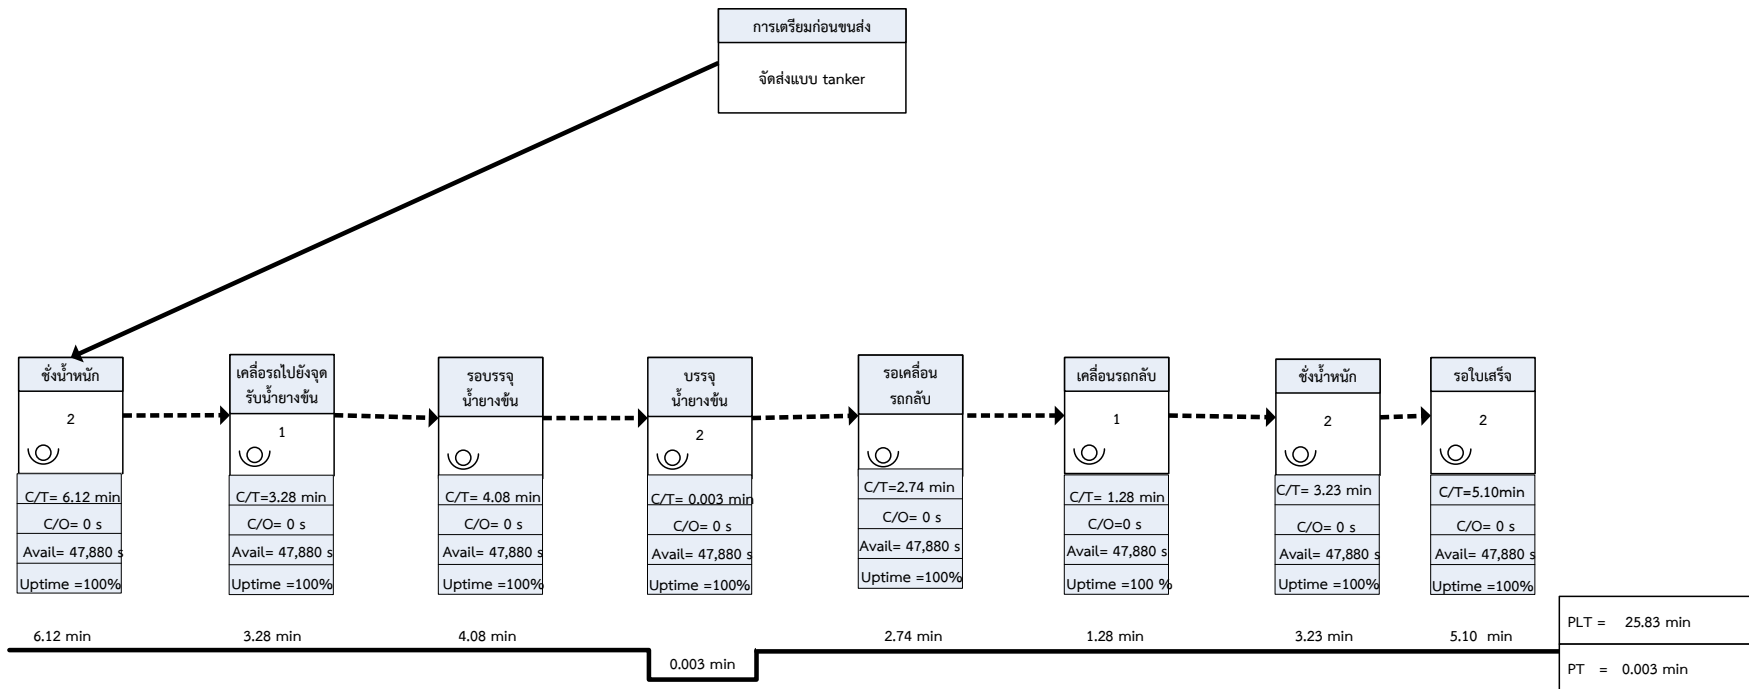 การเตรียมก่อนขนส่ง
จัดส่งแบบ tanker
ชั่งน้ำหนัก
2
C/T= 6.12 min
C/O= 0 s
Avail= 47,880 s
Uptime =100%
เคลื่อรถไปยังจุด
รับน้ำยางข้น
1
C/T=3.28 min
C/O= 0 s
Avail= 47,880 s
Uptime =100%
รอบรรจุ
น้ำยางข้น
C/T= 4.08 min
C/O= 0 s
Avail= 47,880 s
Uptime =100%
บรรจุ
น้ำยางข้น
2
C/T= 0.003 min
C/O= 0 s
Avail= 47,880 s
Uptime =100%
รอเคลื่อน
รถกลับ
C/T=2.74 min
C/O= 0 s
Avail= 47,880 s
Uptime =100%
เคลื่อนรถกลับ
1
C/T= 1.28 min
C/O=0 s
Avail= 47,880 s
Uptime =100 %
ชั่งน้ำหนัก
2
C/T= 3.23 min
C/O= 0 s
Avail= 47,880 s
Uptime =100%
รอใบเสร็จ
2
C/T=5.10min
C/O= 0 s
Avail= 47,880 s
Uptime =100%
6.12 min
3.28 min
4.08 min
0.003 min
2.74 min
1.28 min
3.23 min
5.10 min
PLT = 25.83 min
PT = 0.003 min